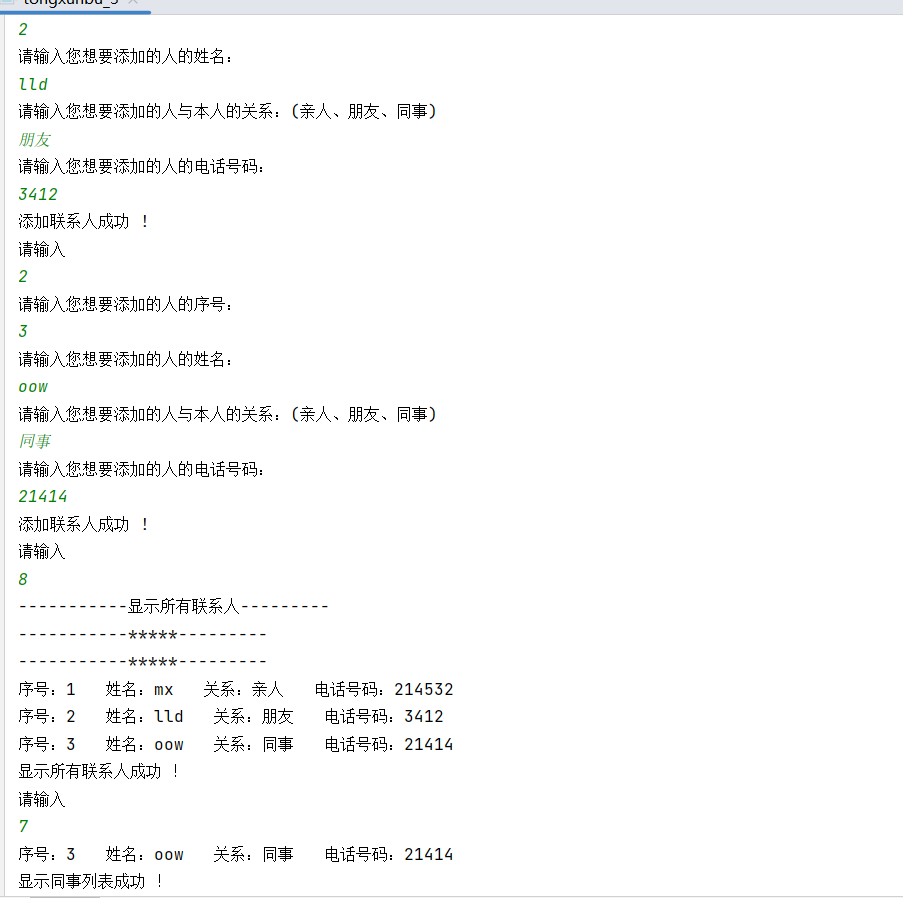 tongxunbu_3
2
请输入您想要添加的人的姓名：
lld
请输入您想要添加的人与本人的关系：(亲人、朋友、同事)
朋友
请输入您想要添加的人的电话号码：
3412
添加联系人成功 ！
请输入
2
请输入您想要添加的人的序号：
3
请输入您想要添加的人的姓名：
oow
请输入您想要添加的人与本人的关系：(亲人、朋友、同事)
同事
请输入您想要添加的人的电话号码：
21414
添加联系人成功 ！
请输入
8
-----------显示所有联系人---------
-----------*****---------
-----------*****---------
序号：1   姓名：mx   关系：亲人   电话号码：214532
序号：2   姓名：lld   关系：朋友   电话号码：3412
序号：3   姓名：oow   关系：同事   电话号码：21414
显示所有联系人成功 ！
请输入
7
序号：3   姓名：oow   关系：同事   电话号码：21414
显示同事列表成功 ！